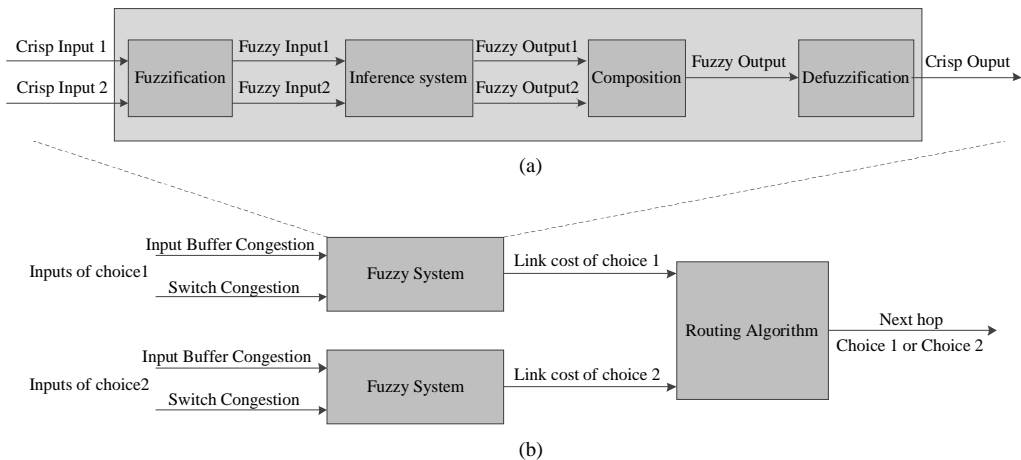 Crisp Input 1
Crisp Input 2
Fuzzification
Fuzzy Input1
Fuzzy Input2
Inference system
Fuzzy Output1
Fuzzy Output2
Composition
Fuzzy Output
Defuzzification
Crisp Ouput
(a)
Inputs of choice1
Input Buffer Congestion
Switch Congestion
Fuzzy System
Link cost of choice 1
Inputs of choice2
Input Buffer Congestion
Switch Congestion
Fuzzy System
Link cost of choice 2
Routing Algorithm
Next hop
Choice 1 or Choice 2
(b)